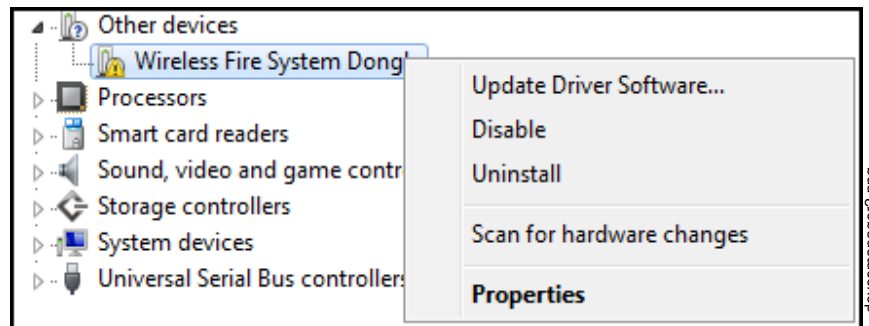 Other devices
Wireless Fire System Dongl
Update Driver Software...
Processors
Disable
Smart card readers
Uninstall
Sound, video and game contr
Storage controllers
Scan for hardware changes
System devices
Universal Serial Bus controllers
Properties